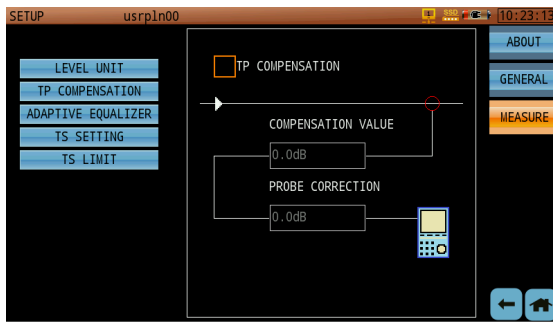 SETUP usrpln00 SSD 10:23:13
ABOUT
GENERAL
MEASURE
LEVEL UNIT
TP COMPENSATION
ADAPTIVE EQUALIZER
TS SETTING
TS LIMIT
TP COMPENSATION
COMPENSATION VALUE
0.0dB
PROBE CORRECTION
0.0dB